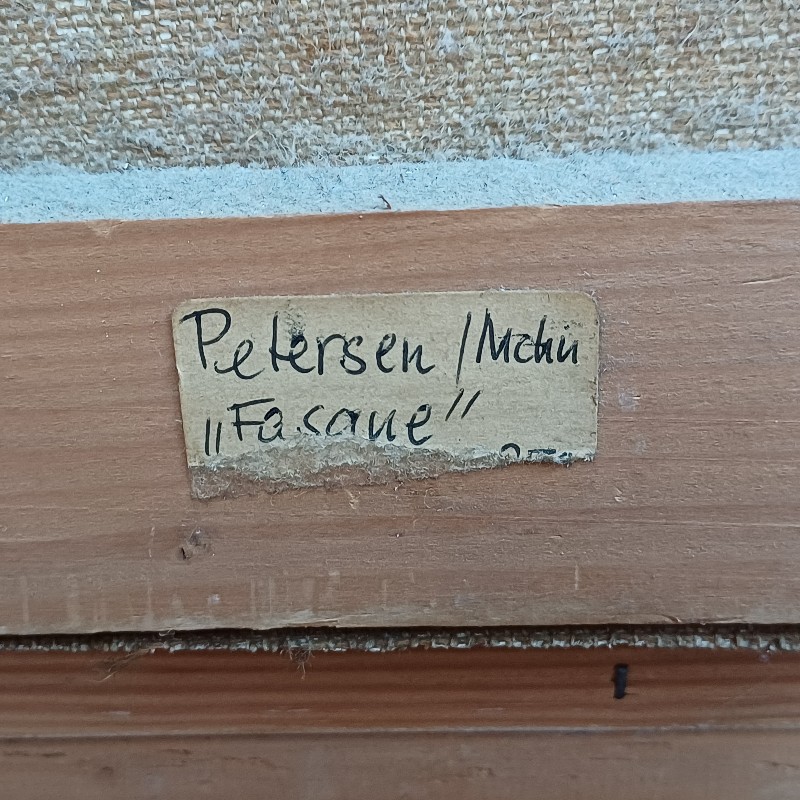 Petersen /Mchn
„Fasane“